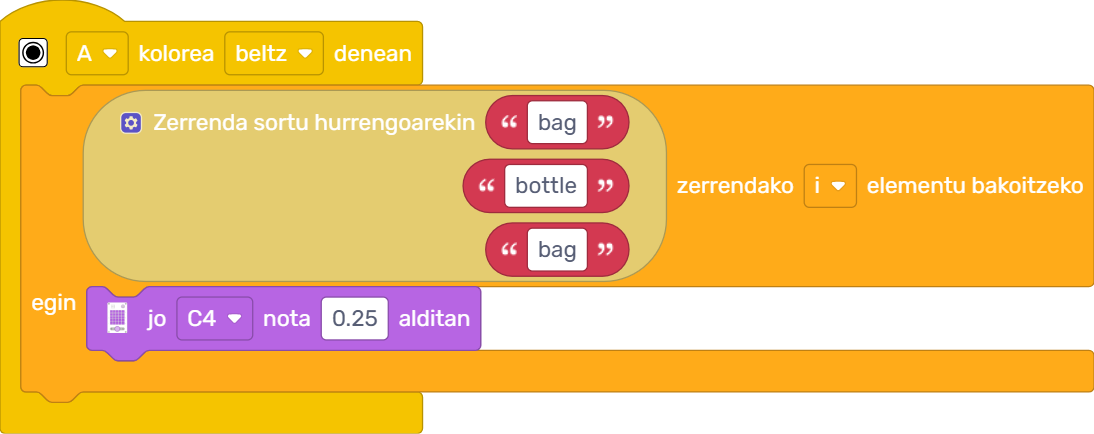 A kolorea beltz denean
Zerrenda sortu hurrengoarekin “ bag ”
“ bottle ” zerrendako i elementu bakoitzeko
“ bag ”
egin jo C4 nota 0.25 alditan